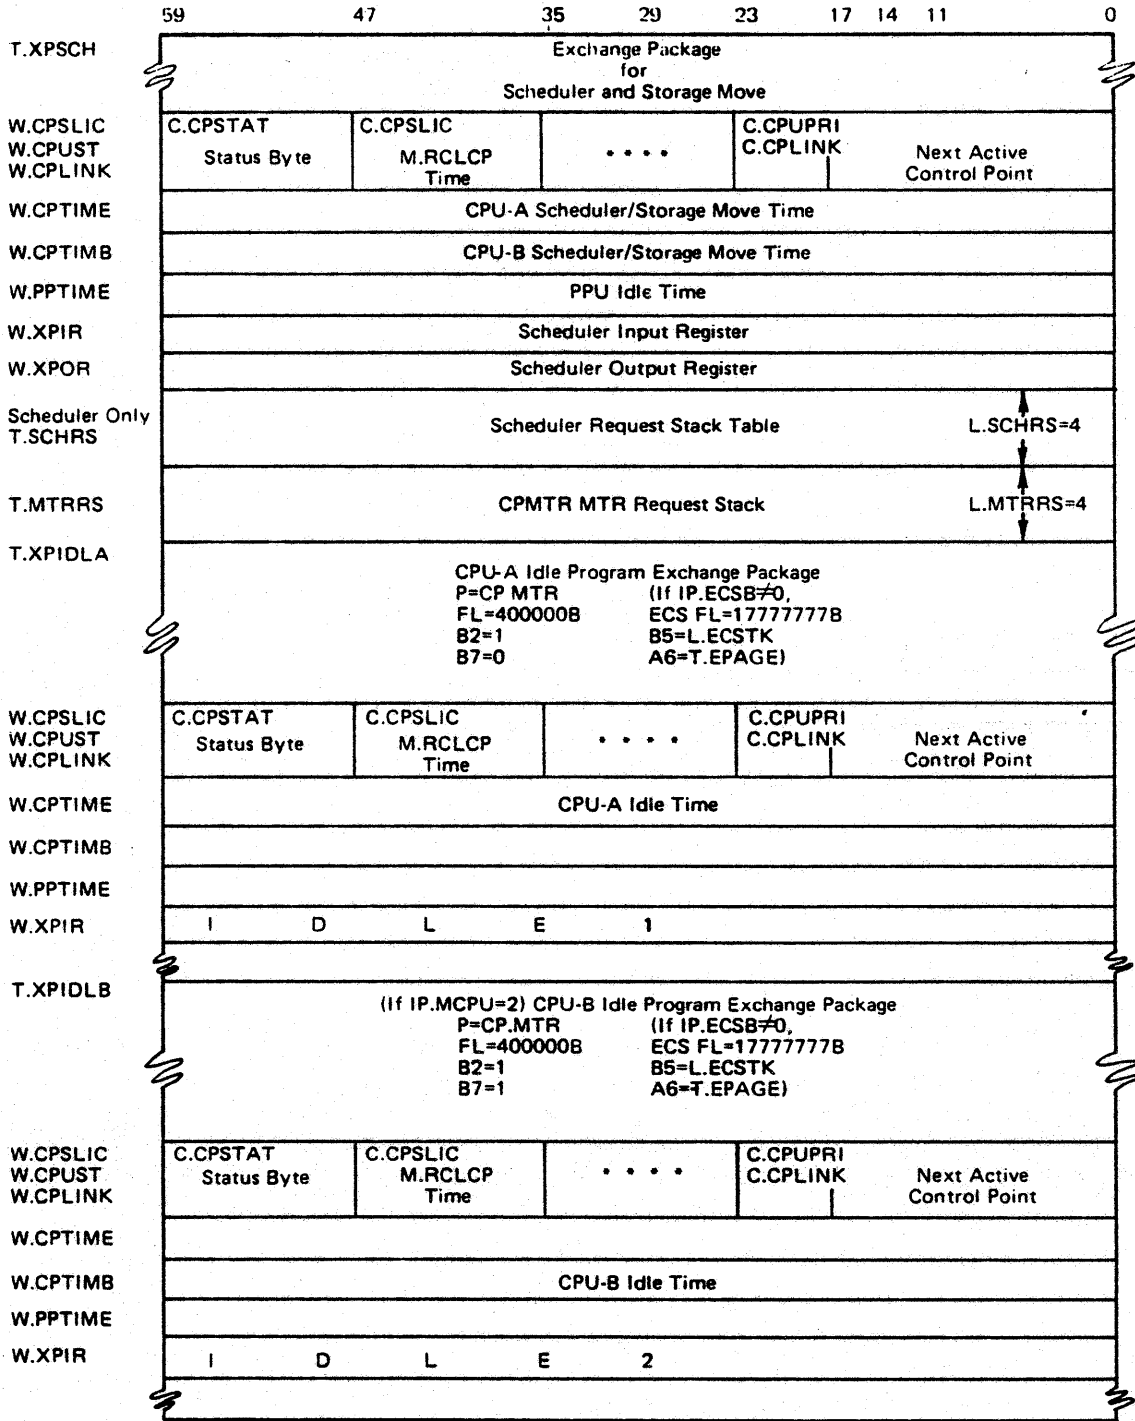 59 47 35 29 23 17 14 11 0
T.XPSCH Exchange Package
for
Scheduler and Storage Move
W.CPSLIC C.CPSTAT C.CPSLIC C.CPUPRI
W.CPUST Status Byte M.RCLCP • • • • C.CPLINK Next Active
W.CPLINK Time Control Point
W.CPTIME CPU-A Scheduler/Storage Move Time
W.CPTIMB CPU-B Scheduler/Storage Move Time
W.PPTIME PPU Idle Time
W.XPIR Scheduler Input Register
W.XPOR Scheduler Output Register
Scheduler Only
T.SCHRS Scheduler Request Stack Table L.SCHRS=4
T.MTRRS CPMTR MTR Request Stack L.MTRRS=4
T.XPIDLA
CPU-A Idle Program Exchange Package
P=CP MTR (If IP.ECSB≠0,
FL=400000B ECS FL=17777777B
B2=1 B5=L.ECSTK
B7=0 A6=T.EPAGE)
W.CPSLIC C.CPSTAT C.CPSLIC C.CPUPRI
W.CPUST Status Byte M.RCLCP • • • • C.CPLINK Next Active
W.CPLINK Time Control Point
W.CPTIME CPU-A Idle Time
W.CPTIMB
W.PPTIME
W.XPIR I D L E 1
T.XPIDLB
(If IP.MCPU=2) CPU-B Idle Program Exchange Package
P=CP.MTR (If IP.ECSB≠0,
FL=400000B ECS FL=17777777B
B2=1 B5=L.ECSTK
B7=1 A6=T.EPAGE)
W.CPSLIC C.CPSTAT C.CPSLIC C.CPUPRI
W.CPUST Status Byte M.RCLCP • • • • C.CPLINK Next Active
W.CPLINK Time Control Point
W.CPTIME
W.CPTIMB CPU-B Idle Time
W.PPTIME
W.XPIR I D L E 2